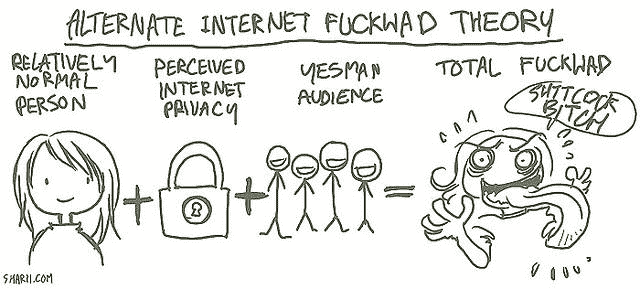 ALTERNATE INTERNET FUCKWAD THEORY
RELATIVELY
NORMAL
PERSON
PERCEIVED
INTERNET
PRIVACY
YESMAN
AUDIENCE
TOTAL FUCKWAD
SHITCOCK
BITCH
SHARII.COM